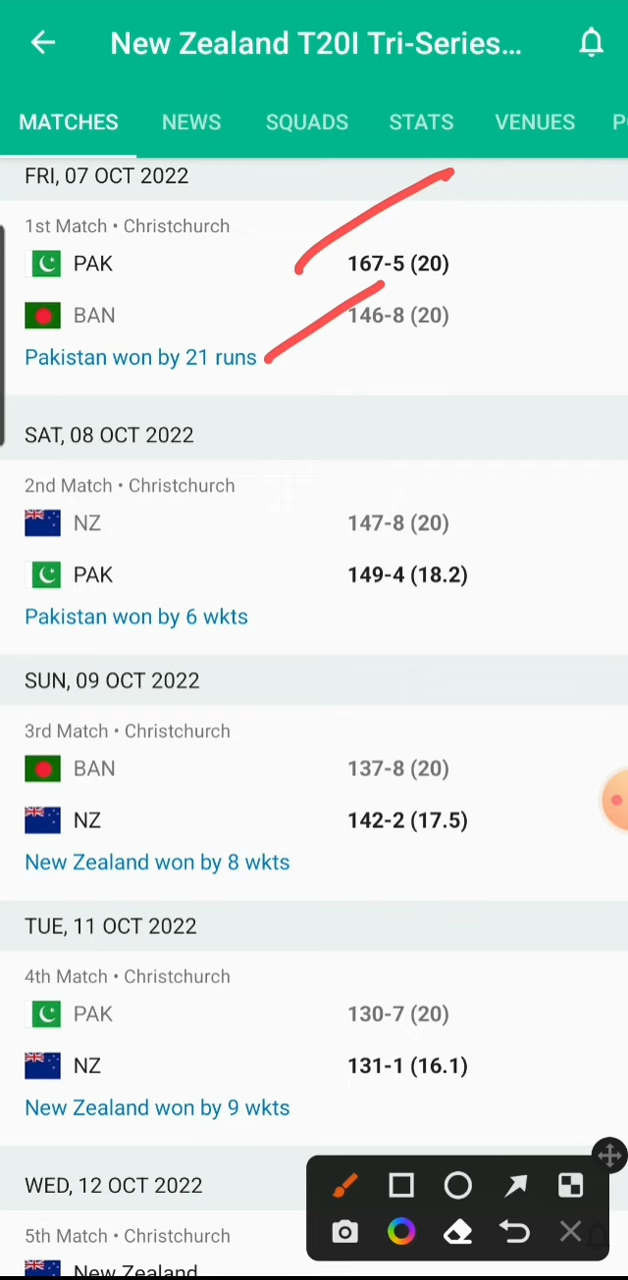 New Zealand T20I Tri-Series...
MATCHES NEWS SQUADS STATS VENUES P
FRI, 07 OCT 2022
1st Match • Christchurch
PAK 167-5 (20)
BAN 146-8 (20)
Pakistan won by 21 runs
SAT, 08 OCT 2022
2nd Match • Christchurch
NZ 147-8 (20)
PAK 149-4 (18.2)
Pakistan won by 6 wkts
SUN, 09 OCT 2022
3rd Match • Christchurch
BAN 137-8 (20)
NZ 142-2 (17.5)
New Zealand won by 8 wkts
TUE, 11 OCT 2022
4th Match • Christchurch
PAK 130-7 (20)
NZ 131-1 (16.1)
New Zealand won by 9 wkts
WED, 12 OCT 2022
5th Match • Christchurch
New Zealand